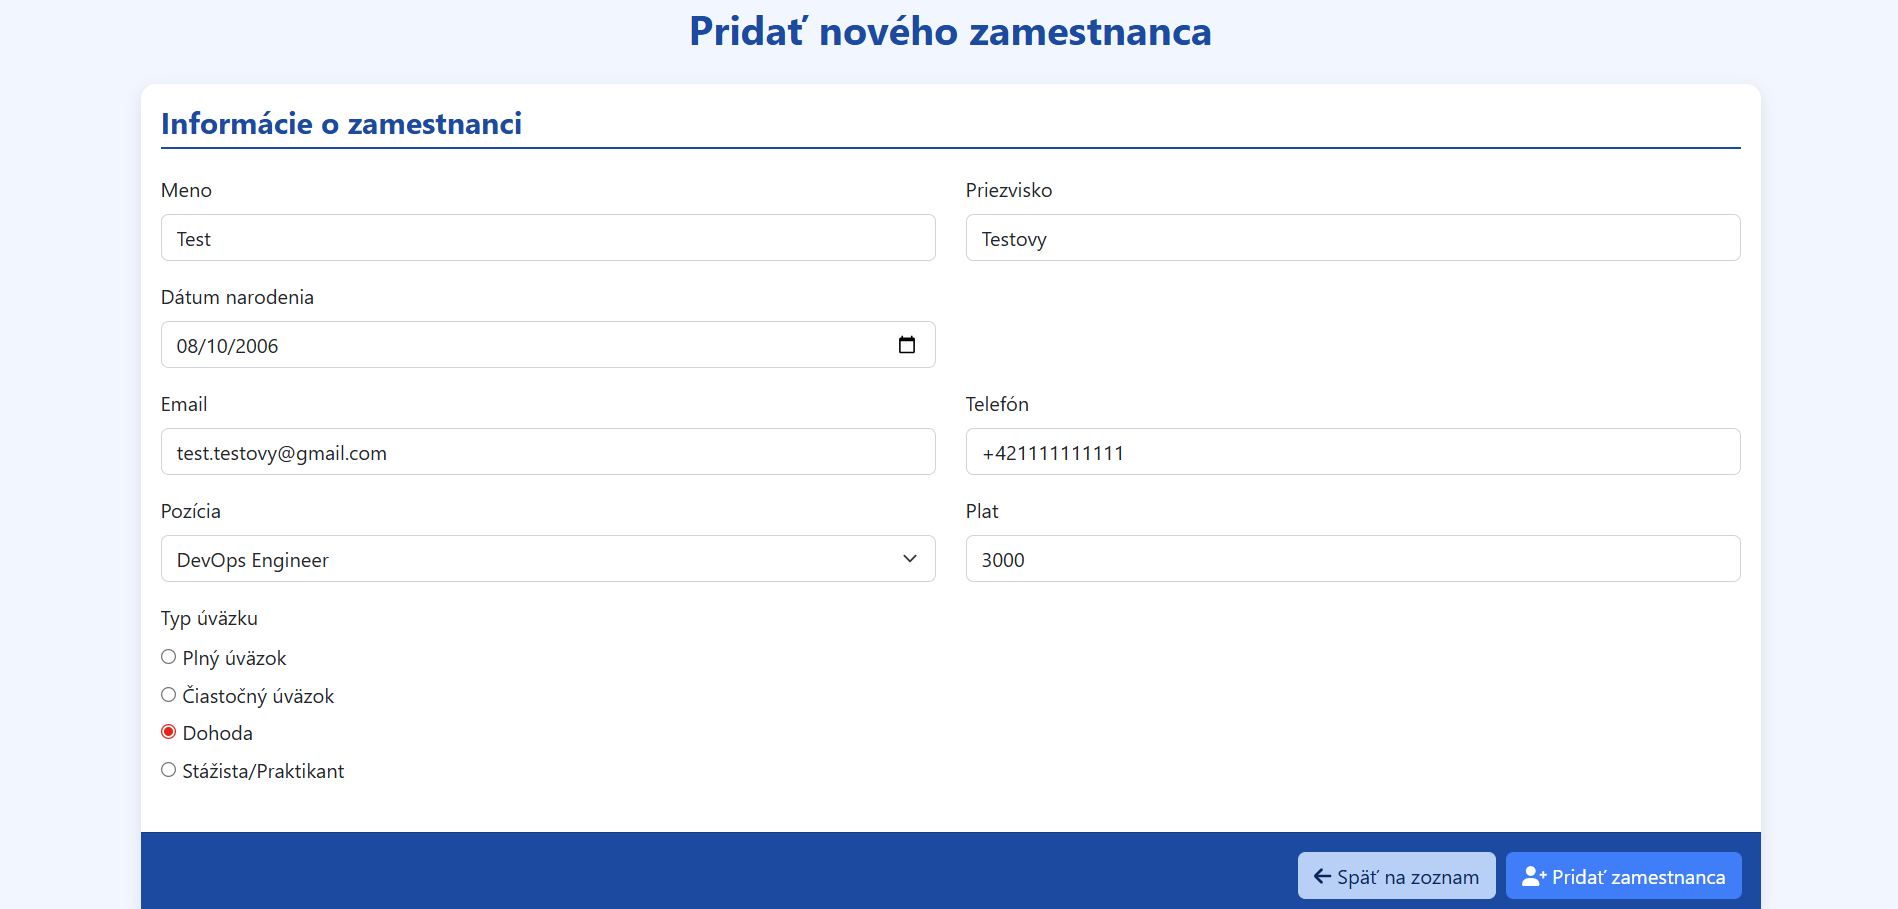 Pridať nového zamestnanca
Informácie o zamestnanci
Meno
Priezvisko
Test
Testovy
Dátum narodenia
08/10/2006
Email
Telefón
test.testovy@gmail.com
+421111111111
Pozícia
Plat
DevOps Engineer
3000
Typ úväzku
Plný úväzok
Čiastočný úväzok
Dohoda
Stážista/Praktikant
Späť na zoznam
Pridať zamestnanca